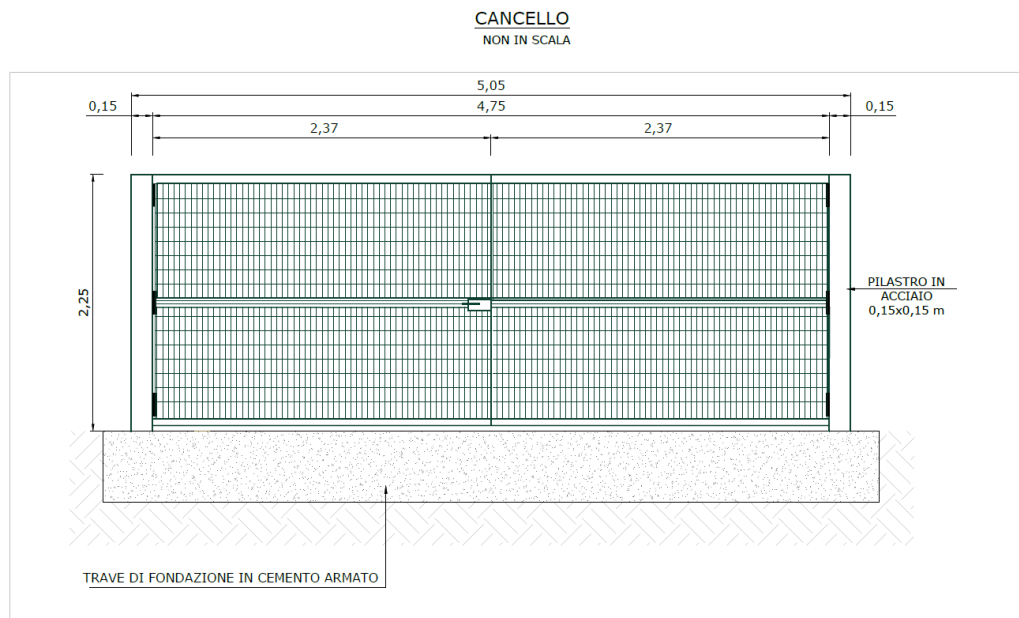 CANCELLO
NON IN SCALA
5,05
0,15
4,75
0,15
2,37
2,37
2,25
PILASTRO IN
ACCIAIO
0,15x0,15 m
TRAVE DI FONDAZIONE IN CEMENTO ARMATO